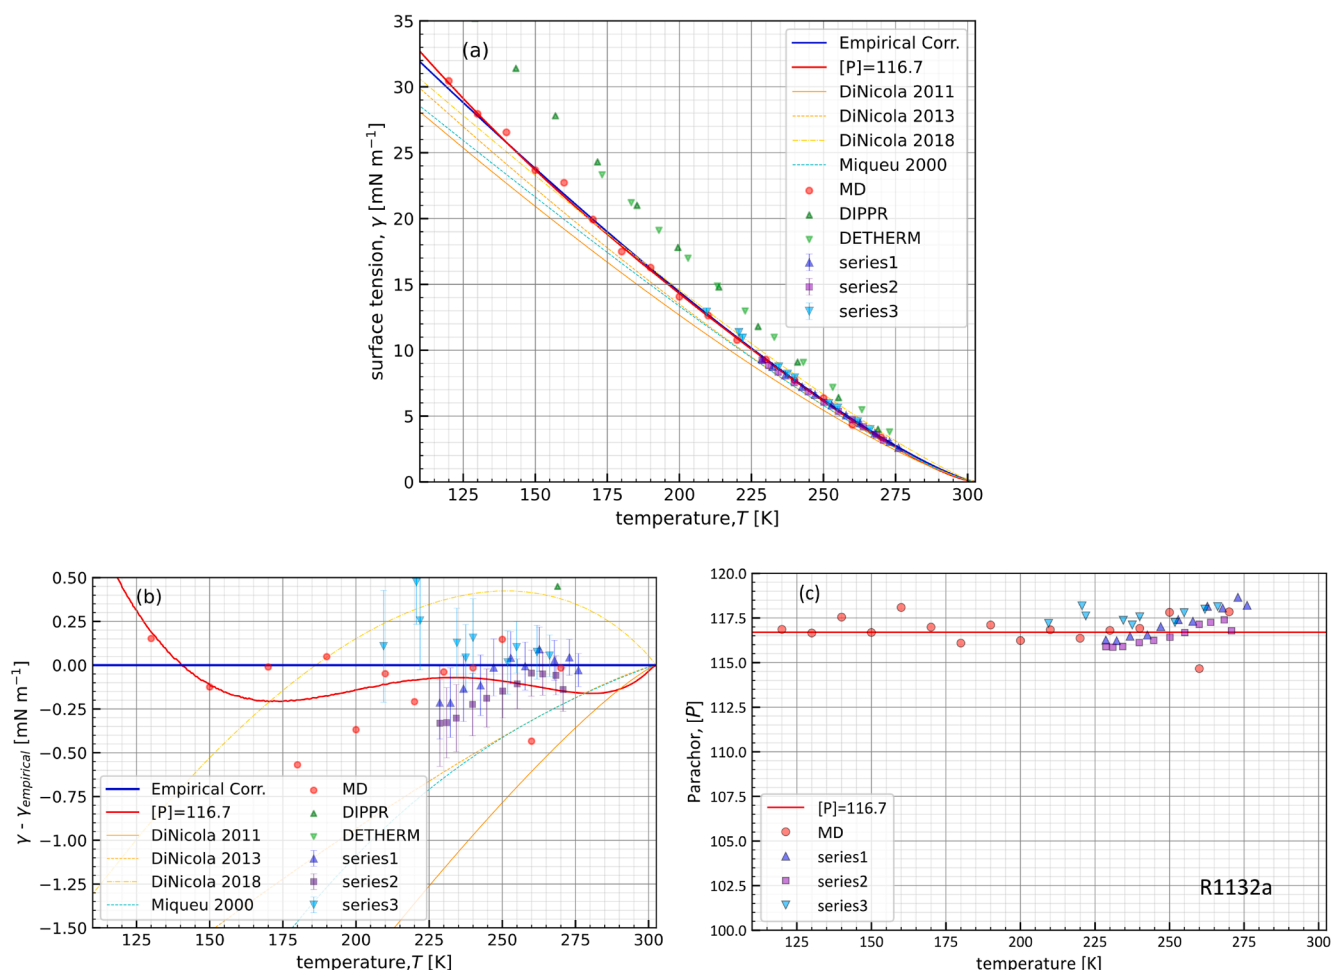 (a)
35
30
25
20
15
10
5
0
surface tension, γ [mN m⁻¹]
125 150 175 200 225 250 275 300
temperature,T [K]
Empirical Corr.
[P]=116.7
DiNicola 2011
DiNicola 2013
DiNicola 2018
Miqueu 2000
MD
DIPPR
DETHERM
series1
series2
series3
(b)
0.50
0.25
0.00
−0.25
−0.50
−0.75
−1.00
−1.25
−1.50
γ - γempirical [mN m⁻¹]
125 150 175 200 225 250 275 300
temperature,T [K]
Empirical Corr.
[P]=116.7
DiNicola 2011
DiNicola 2013
DiNicola 2018
Miqueu 2000
MD
DIPPR
DETHERM
series1
series2
series3
(c)
120.0
117.5
115.0
112.5
110.0
107.5
105.0
102.5
100.0
Parachor, [P]
125 150 175 200 225 250 275 300
temperature [K]
[P]=116.7
MD
series1
series2
series3
R1132a